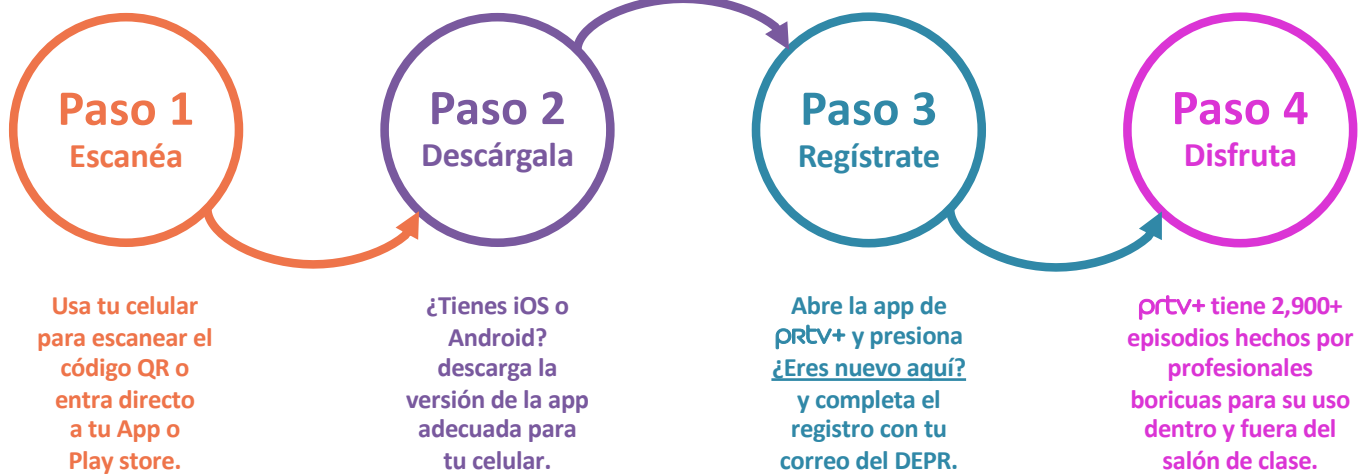 Paso 1
Escanéa
Usa tu celular
para escanear el
código QR o
entra directo
a tu App o
Play store.
Paso 2
Descárgala
¿Tienes iOS o
Android?
descarga la
versión de la app
adecuada para
tu celular.
Paso 3
Regístrate
Abre la app de
prtv+ y presiona
¿Eres nuevo aquí?
y completa el
registro con tu
correo del DEPR.
Paso 4
Disfruta
prtv+ tiene 2,900+
episodios hechos por
profesionales
boricuas para su uso
dentro y fuera del
salón de clase.